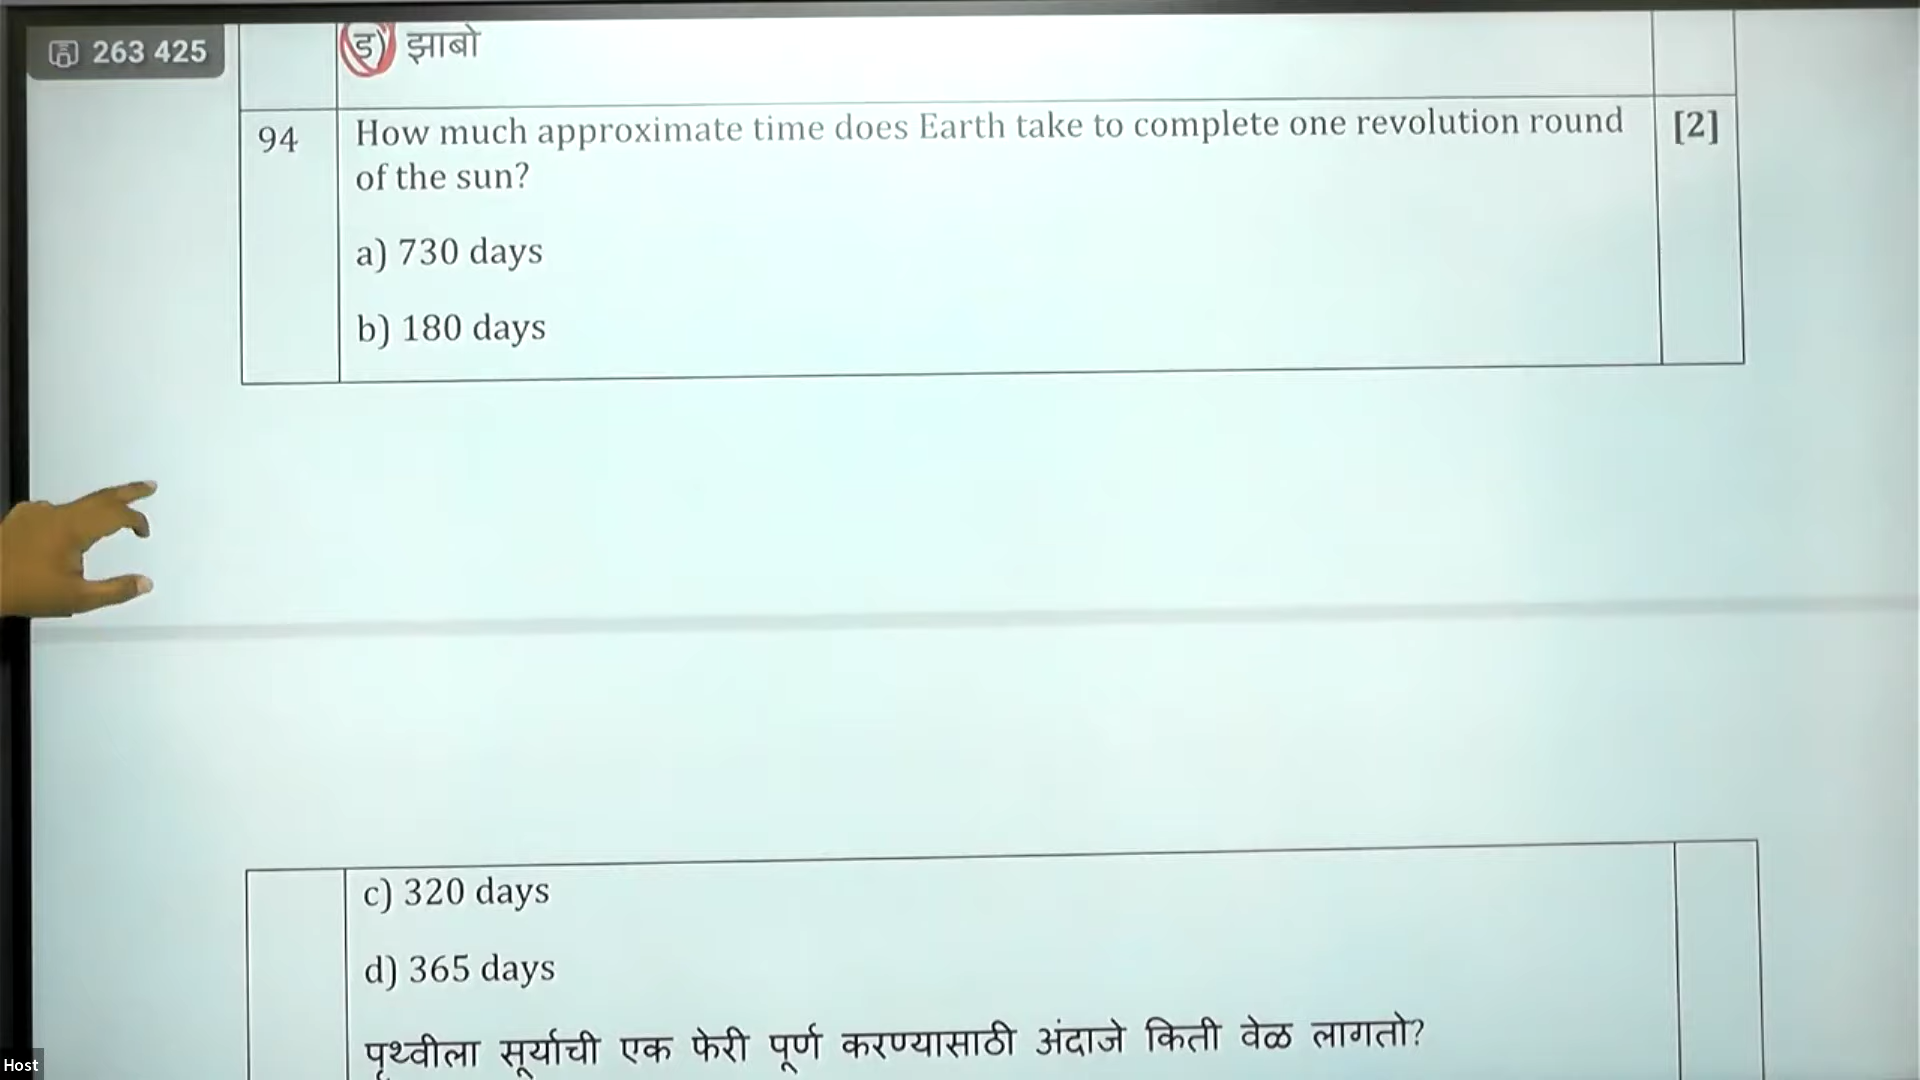 263 425
ड) झाबो
94 How much approximate time does Earth take to complete one revolution round [2]
of the sun?
a) 730 days
b) 180 days
c) 320 days
d) 365 days
पृथ्वीला सूर्याची एक फेरी पूर्ण करण्यासाठी अंदाजे किती वेळ लागतो?
Host